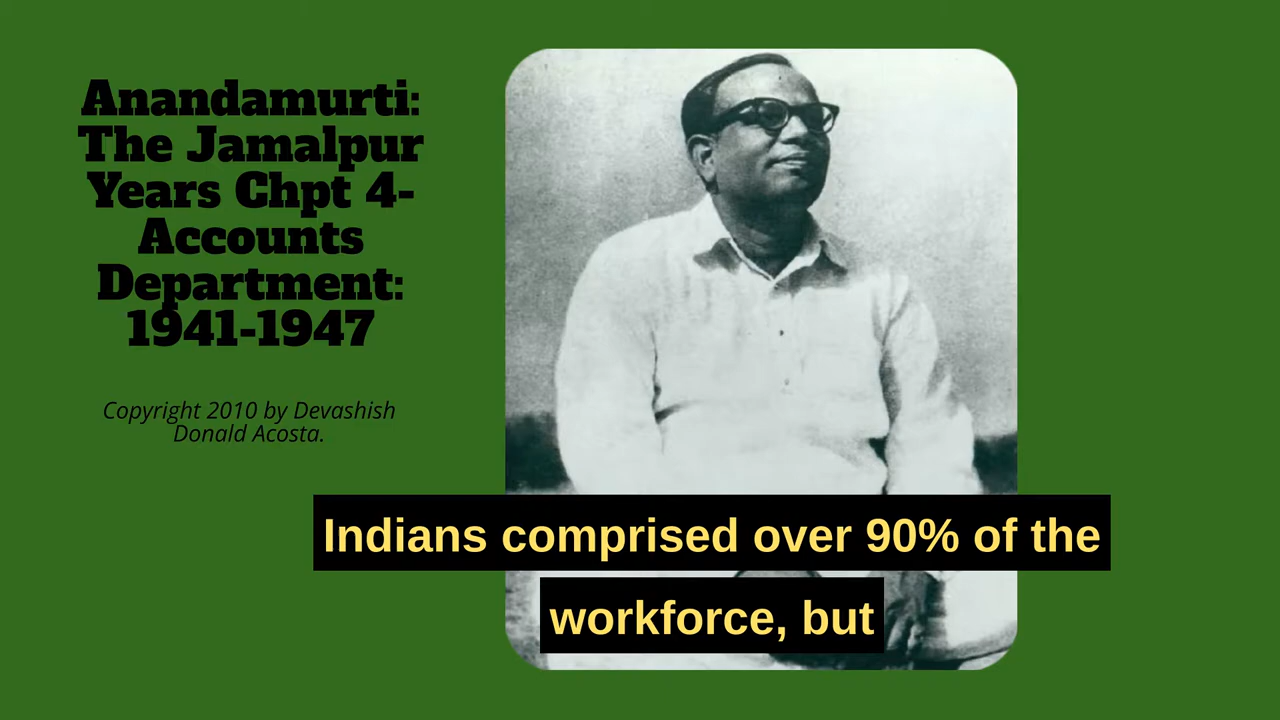 Anandamurti:
The Jamalpur
Years Chpt 4-
Accounts
Department:
1941-1947
Copyright 2010 by Devashish
Donald Acosta.
Indians comprised over 90% of the
workforce, but